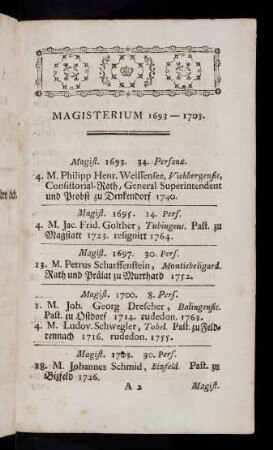 MAGISTERIUM 1693 — 1703.
Magist. 1693. 34. Personæ.
4. M. Philipp Henr. Weissensee, Vichbergensis,
Consistorial-Rath, General Superintendent
und Probst zu Denkendorf 1740.
Magist. 1695. 14. Pers.
4. M. Jac. Frid. Golther, Tubingens. Past. zu
Magstatt 1723. resignirt 1764.
Magist. 1697. 30. Pers.
13. M. Petrus Scharffenstein, Montisbeligard.
Rath und Prälat zu Murrhard 1752.
Magist. 1700. 8. Pers.
1. M. Joh. Georg Drescher, Balingensis.
Past. zu Ostdorf 1714. rudedon. 1763.
4. M. Ludov. Schwegler, Tabel. Past. zu Feld-
rennach 1716. rudedon. 1755.
Magist. 1703. 30. Pers.
18. M. Johannes Schmid, Past. zu
Bizfeld 1726.
A 2 Magist.